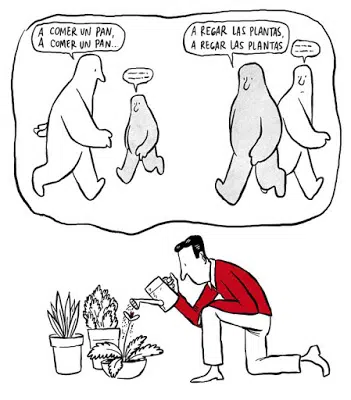 A COMER UN PAN,
A COMER UN PAN..
A REGAR LAS PLANTAS,
A REGAR LAS PLANTAS